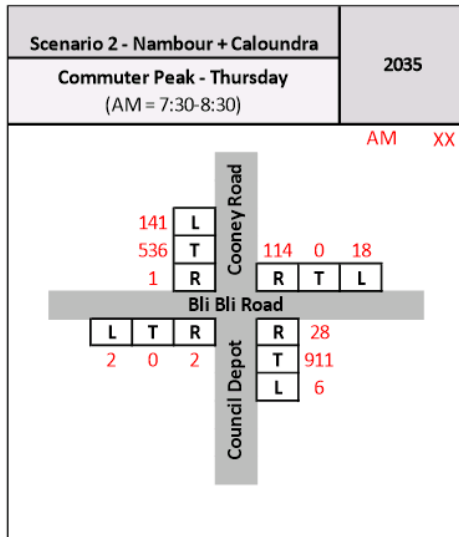 Scenario 2 - Nambour + Caloundra
2035
Commuter Peak - Thursday
(AM = 7:30-8:30)
AM XX
Cooney Road
141 L
536 T
1 R
114 0 18
R T L
Bli Bli Road
L T R
2 0 2
R 28
T 911
L 6
Council Depot